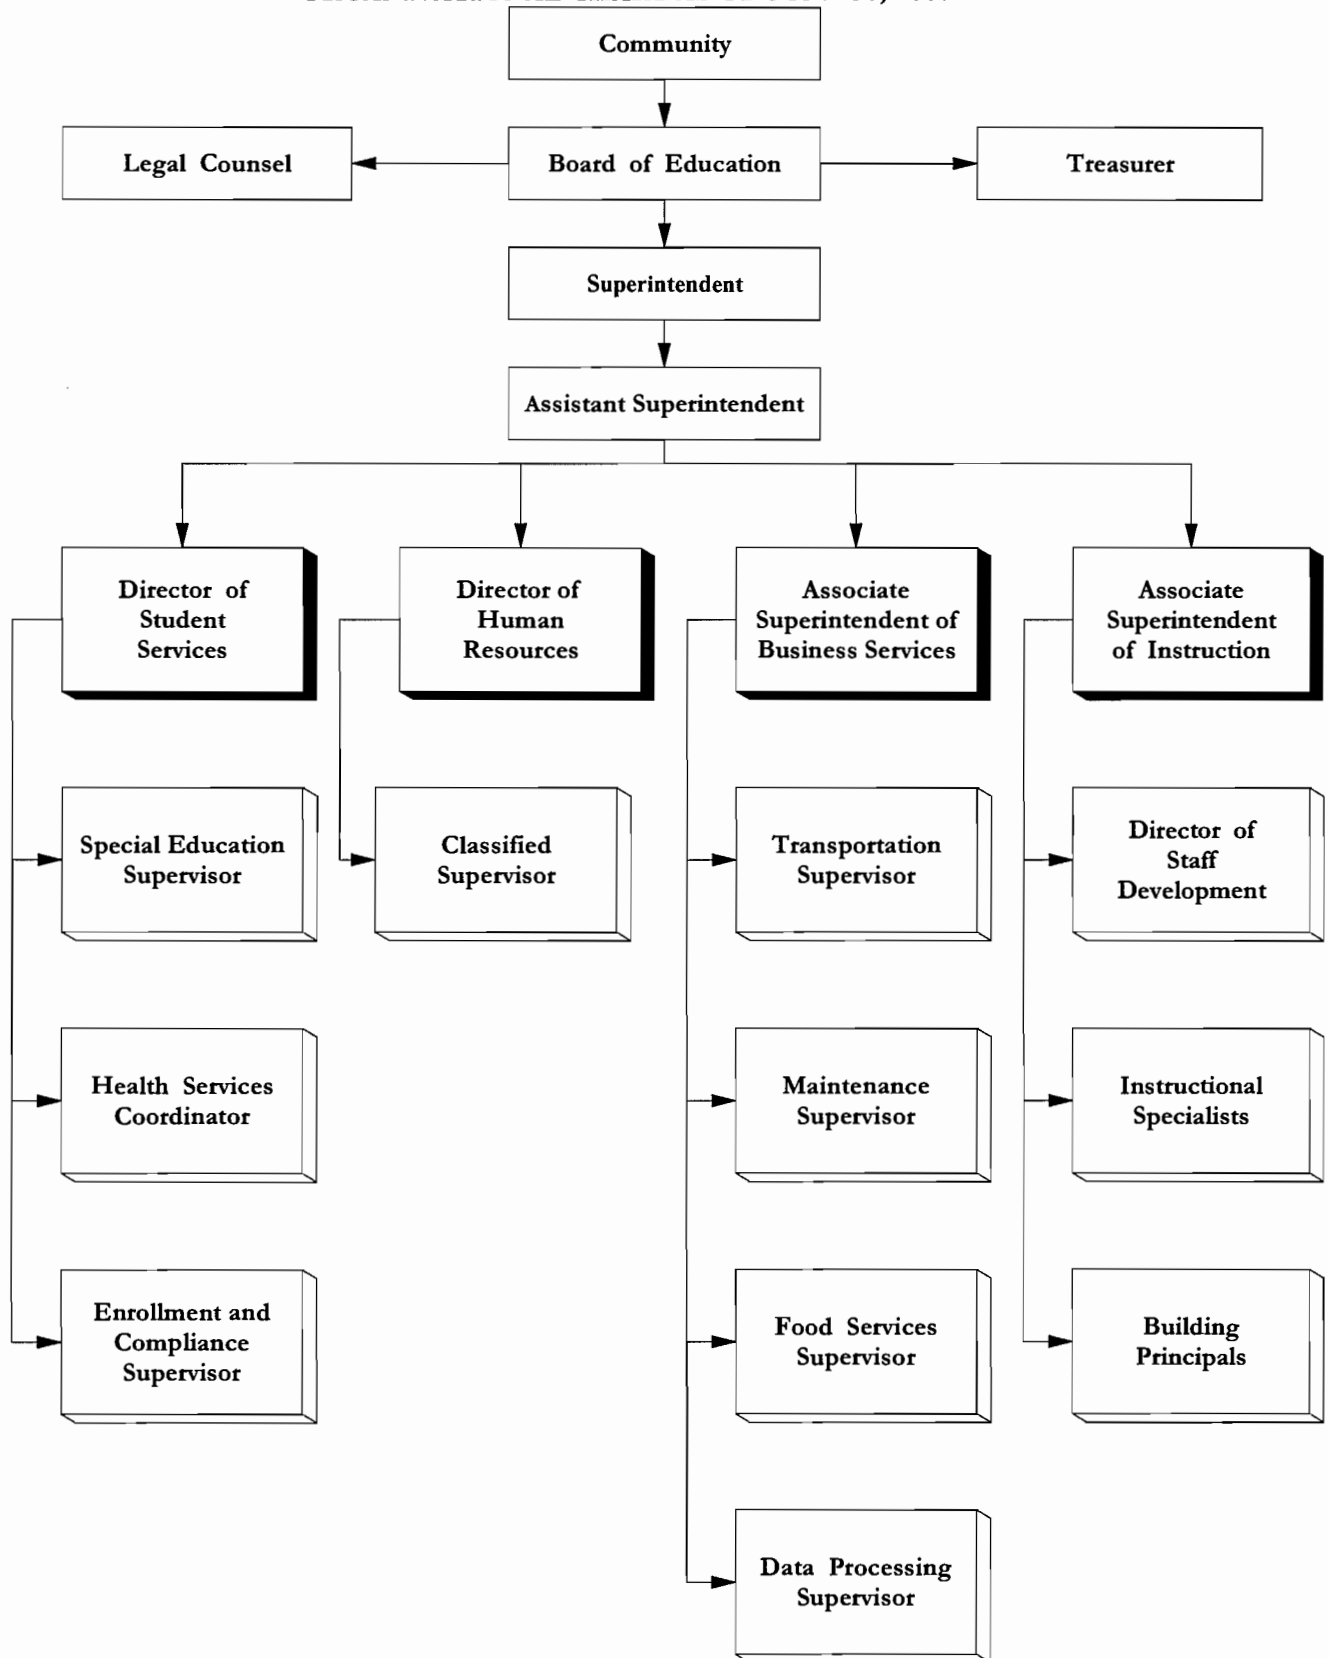 Community
Legal Counsel
Board of Education
Treasurer
Superintendent
Assistant Superintendent
Director of
Student
Services
Director of
Human
Resources
Associate
Superintendent of
Business Services
Associate
Superintendent
of Instruction
Special Education
Supervisor
Classified
Supervisor
Transportation
Supervisor
Director of
Staff
Development
Health Services
Coordinator
Maintenance
Supervisor
Instructional
Specialists
Enrollment and
Compliance
Supervisor
Food Services
Supervisor
Building
Principals
Data Processing
Supervisor